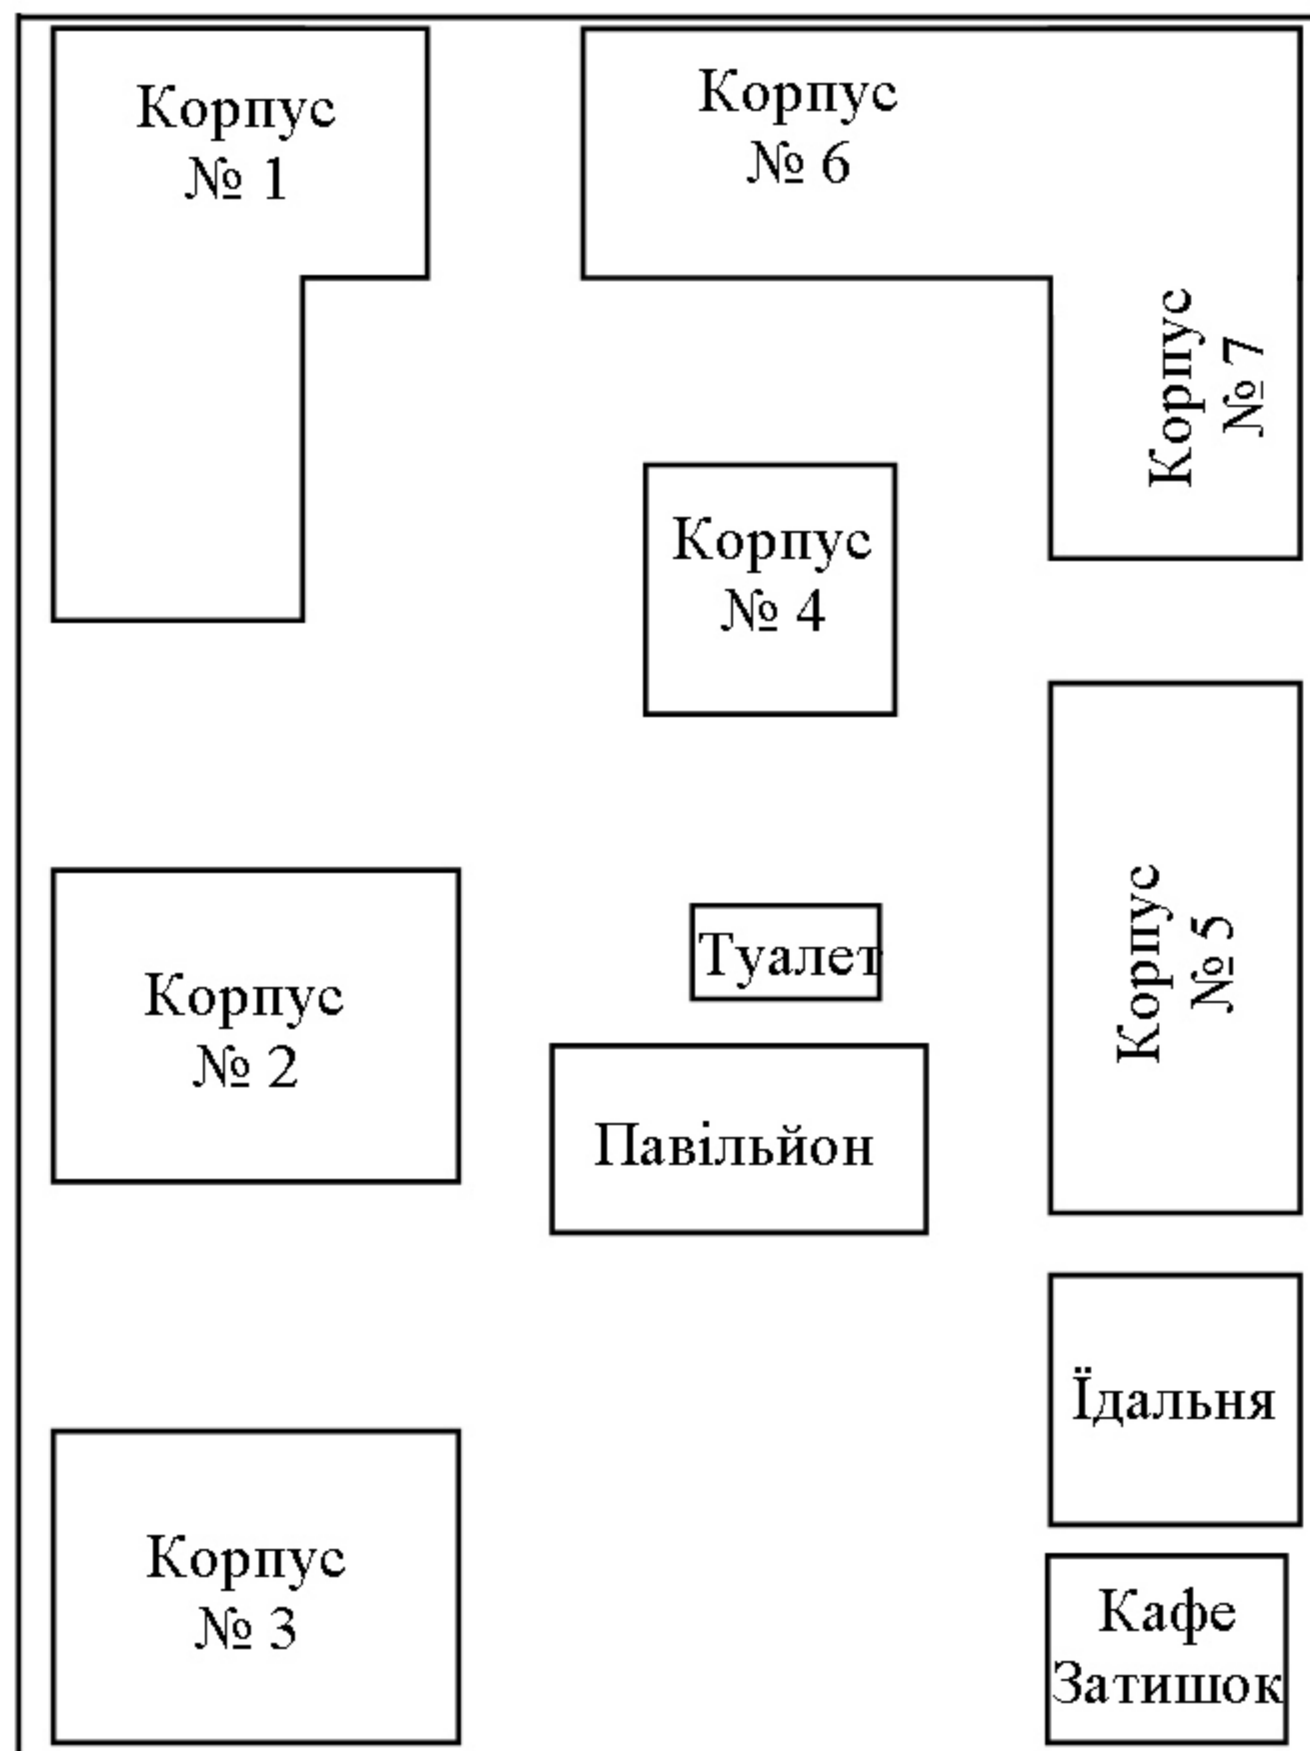 Корпус
№ 1
Корпус
№ 6
Корпус
№ 7
Корпус
№ 4
Корпус
№ 5
Корпус
№ 2
Туалет
Павільйон
Їдальня
Корпус
№ 3
Кафе
Затишок